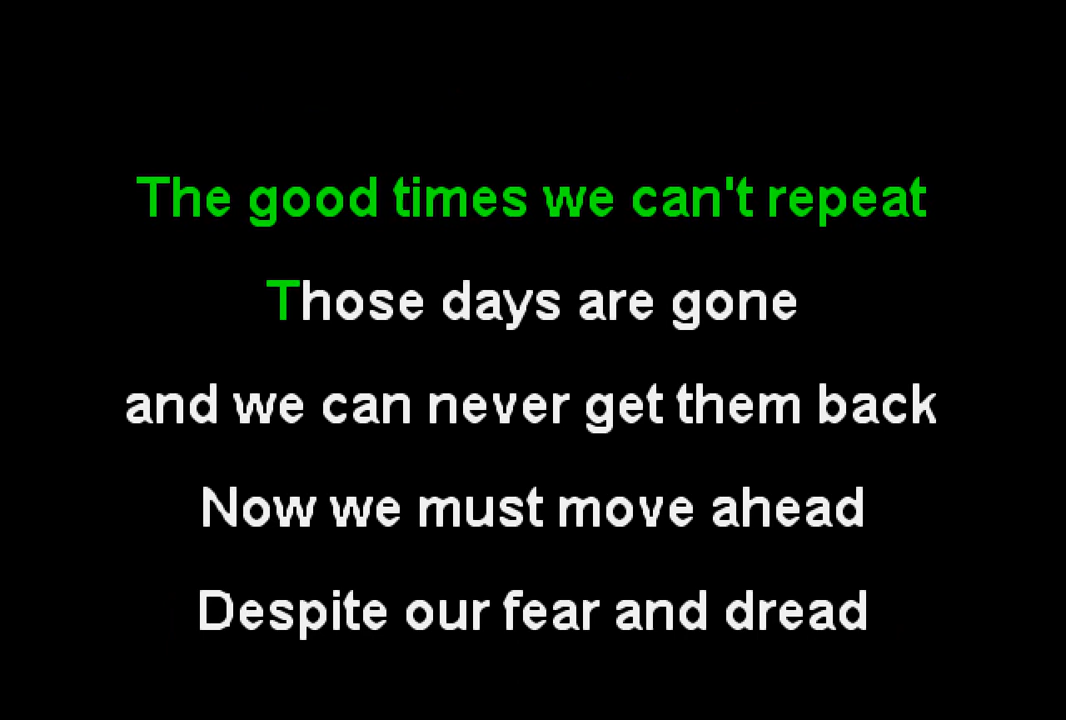 The good times we can't repeat
Those days are gone
and we can never get them back
Now we must move ahead
Despite our fear and dread